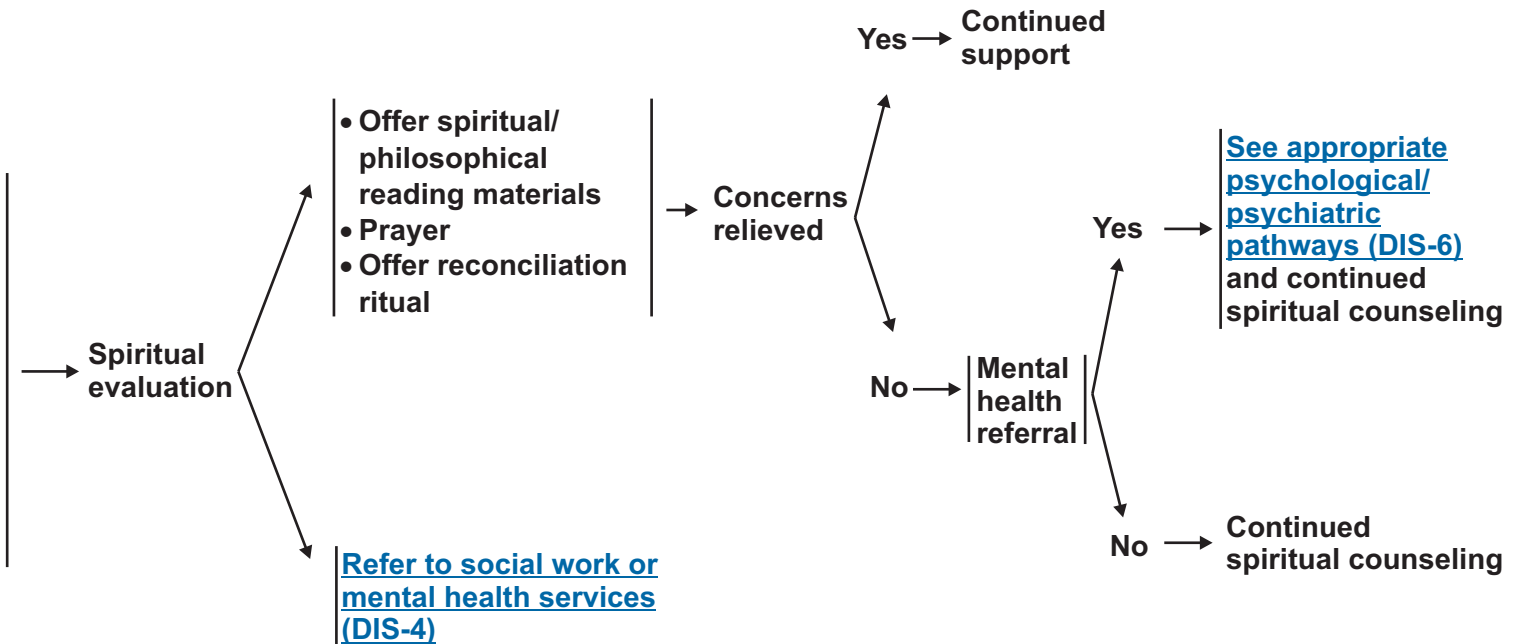 Spiritual
evaluation
• Offer spiritual/
philosophical
reading materials
• Prayer
• Offer reconciliation
ritual
Refer to social work or
mental health services
(DIS-4)
Concerns
relieved
Yes
Continued
support
No
Mental
health
referral
Yes
See appropriate
psychological/
psychiatric
pathways (DIS-6)
and continued
spiritual counseling
No
Continued
spiritual counseling